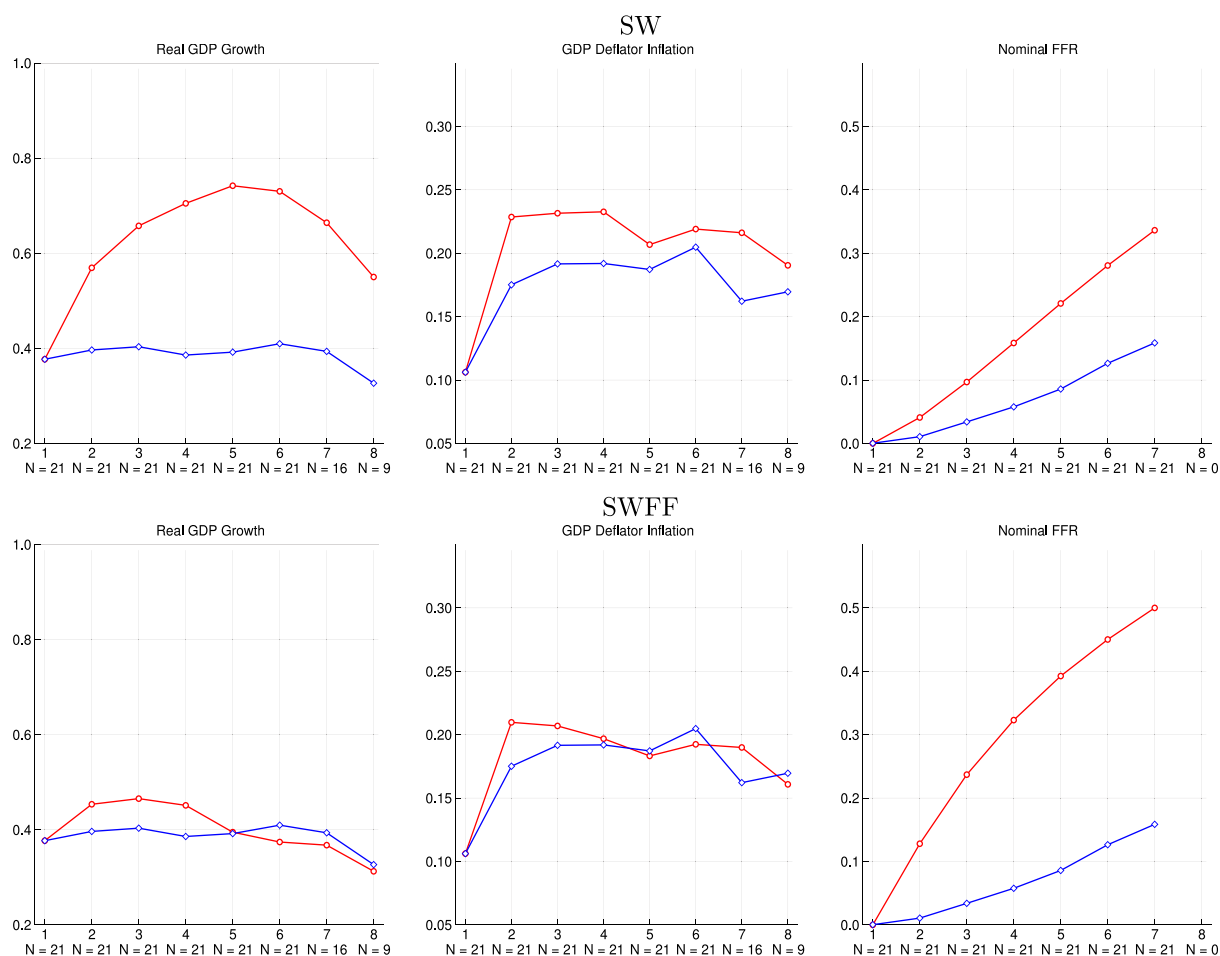 SW
Real GDP Growth GDP Deflator Inflation Nominal FFR
1.0
0.8
0.6
0.4
0.2
1 2 3 4 5 6 7 8
N = 21 N = 21 N = 21 N = 21 N = 21 N = 21 N = 16 N = 9
0.30
0.25
0.20
0.15
0.10
0.05
1 2 3 4 5 6 7 8
N = 21 N = 21 N = 21 N = 21 N = 21 N = 21 N = 16 N = 9
0.5
0.4
0.3
0.2
0.1
0.0
1 2 3 4 5 6 7 8
N = 21 N = 21 N = 21 N = 21 N = 21 N = 21 N = 16 N = 0
SWFF
Real GDP Growth GDP Deflator Inflation Nominal FFR
1.0
0.8
0.6
0.4
0.2
1 2 3 4 5 6 7 8
N = 21 N = 21 N = 21 N = 21 N = 21 N = 21 N = 16 N = 9
0.30
0.25
0.20
0.15
0.10
0.05
1 2 3 4 5 6 7 8
N = 21 N = 21 N = 21 N = 21 N = 21 N = 21 N = 16 N = 9
0.5
0.4
0.3
0.2
0.1
0.0
1 2 3 4 5 6 7 8
N = 21 N = 21 N = 21 N = 21 N = 21 N = 21 N = 16 N = 0